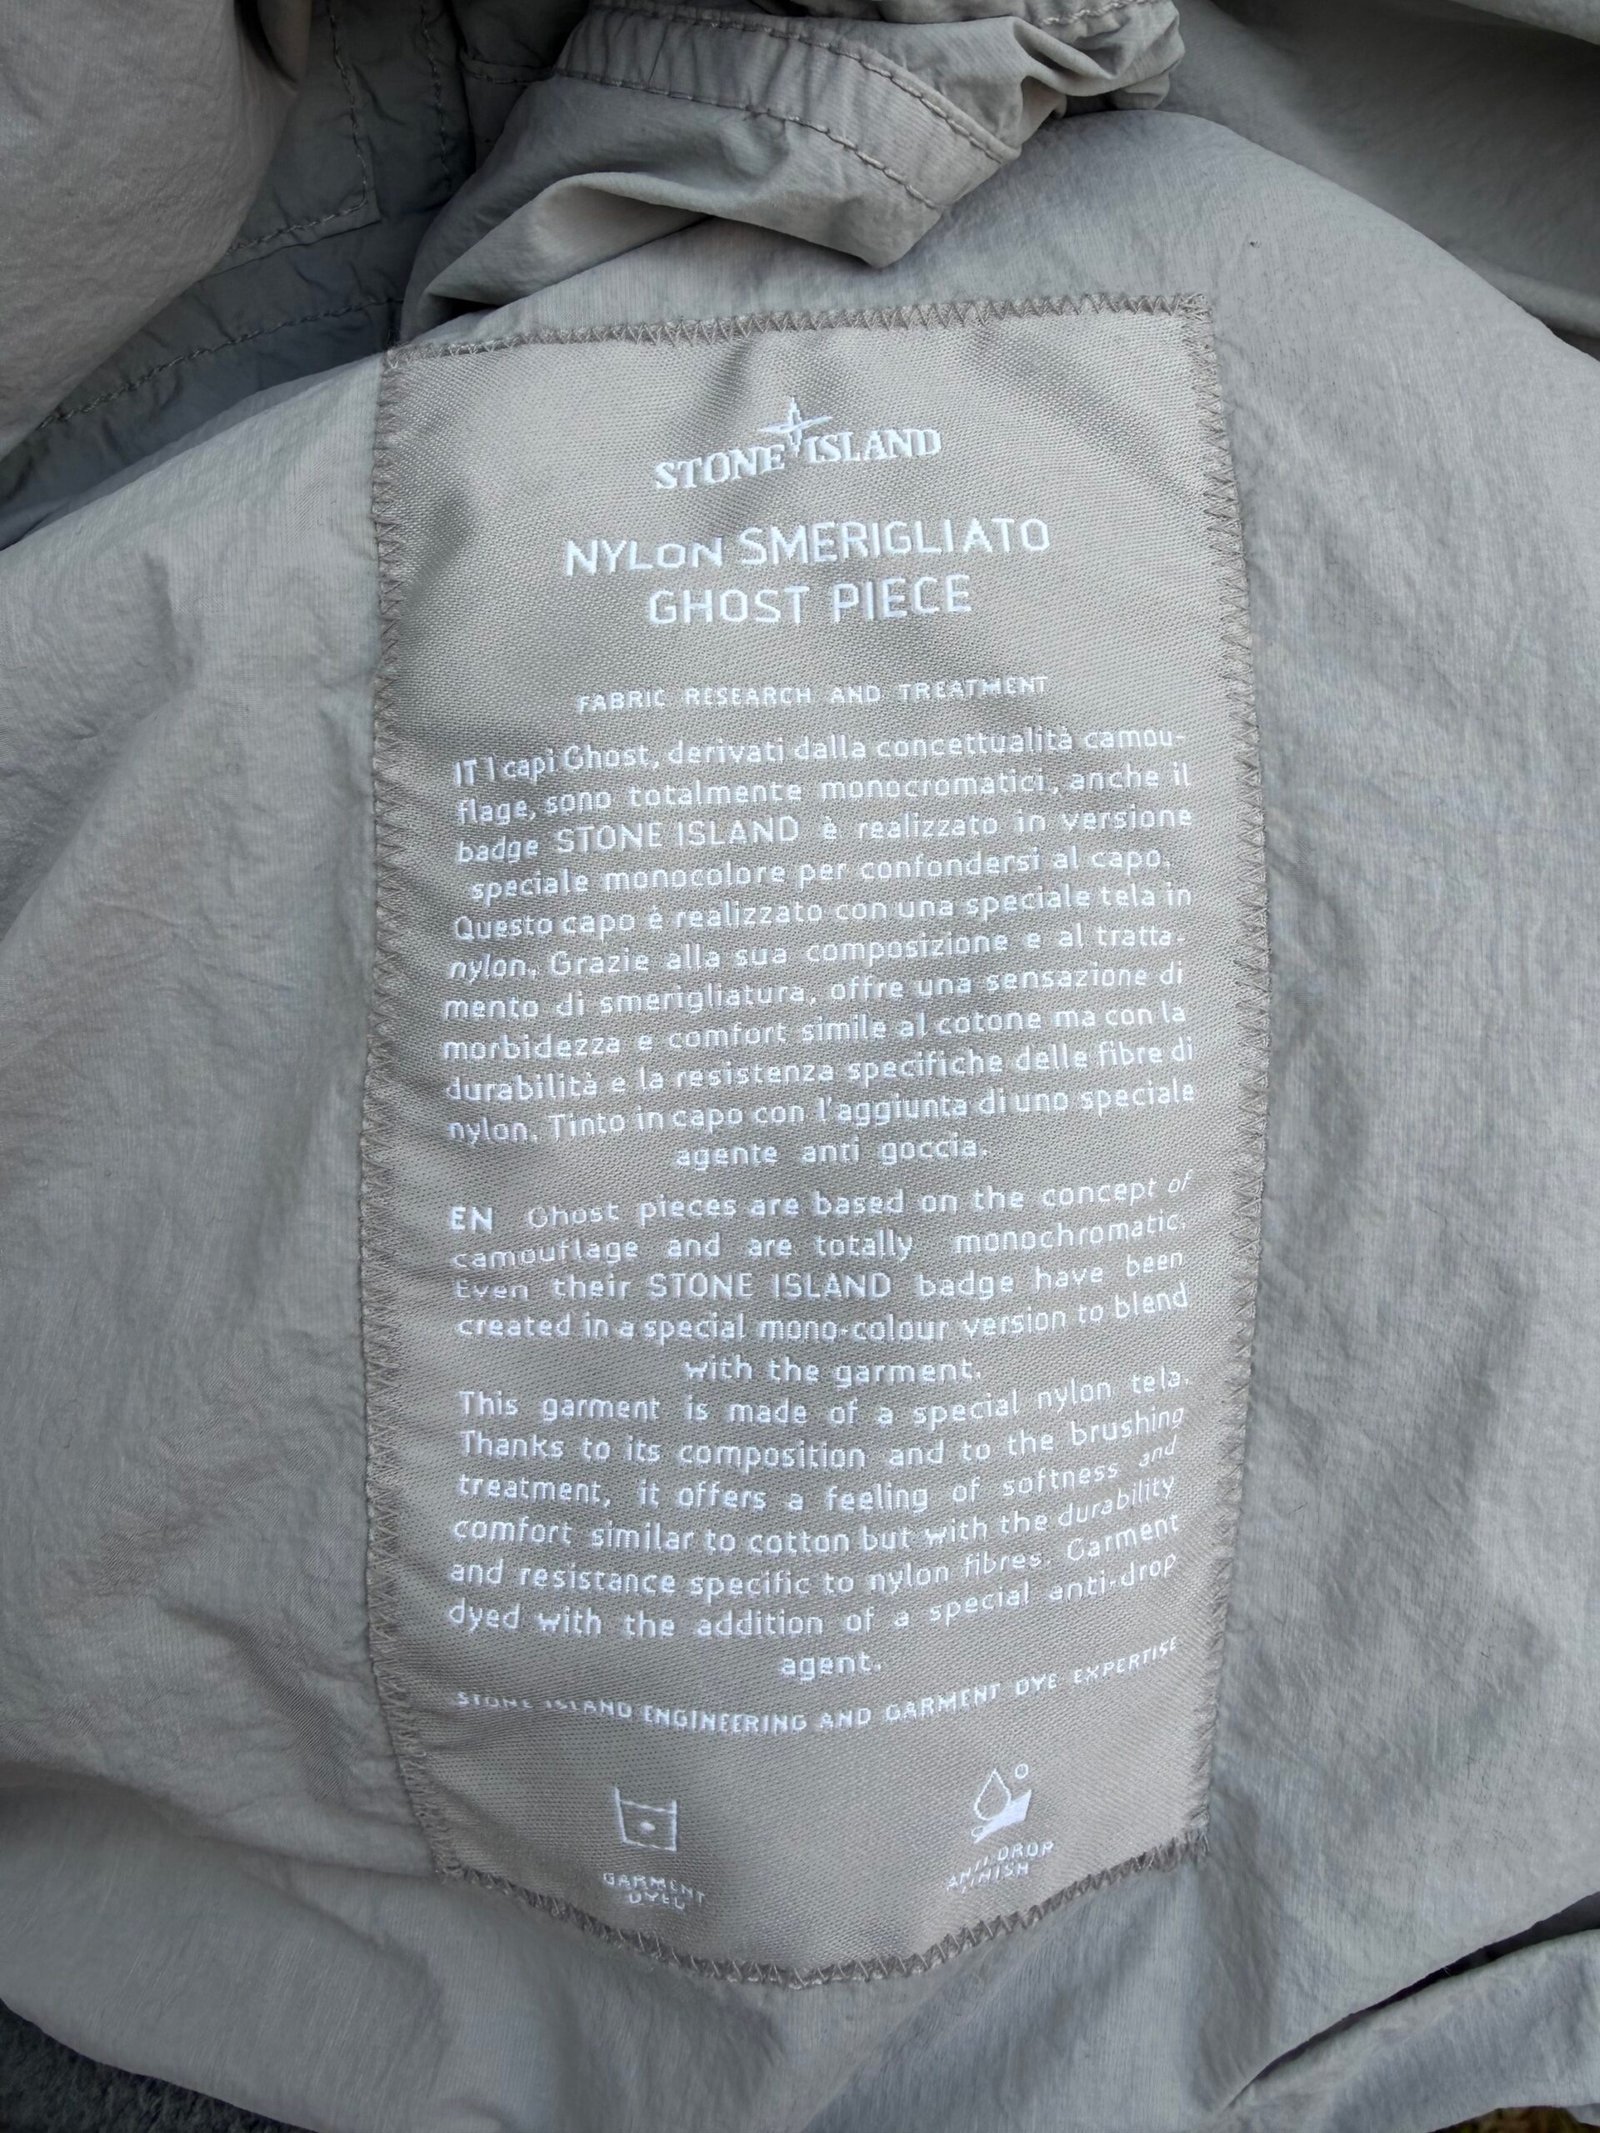 STONE ISLAND
NYLON SMERIGLIATO
GHOST PIECE
FABRIC RESEARCH AND TREATMENT
IT I capi Ghost, derivati dalla concettualità camou-
flage, sono totalmente monocromatici, anche il
badge STONE ISLAND è realizzato in versione
speciale monocolore per confondersi al capo.
Questo capo é realizzato con una speciale tela in
nylon. Grazie alla sua composizione e al tratta-
mento di smerigliatura, offre una sensazione di
morbidezza e comfort simile al cotone ma con la
durabilità e la resistenza specifiche delle fibre di
nylon. Tinto in capo con l'aggiunta di uno speciale
agente anti goccia.
EN Ghost pieces are based on the concept of
camouflage and are totally monochromatic.
Even their STONE ISLAND badge have been
created in a special mono-colour version to blend
with the garment.
This garment is made of a special nylon tela.
Thanks to its composition and to the brushing
treatment, it offers a feeling of softness and
comfort similar to cotton but with the durability
and resistance specific to nylon fibres. Garment
dyed with the addition of a special anti-drop
agent.
STONE ISLAND ENGINEERING AND GARMENT DYE EXPERTISE
GARMENT
DYED
ANTI-DROP
FINISH